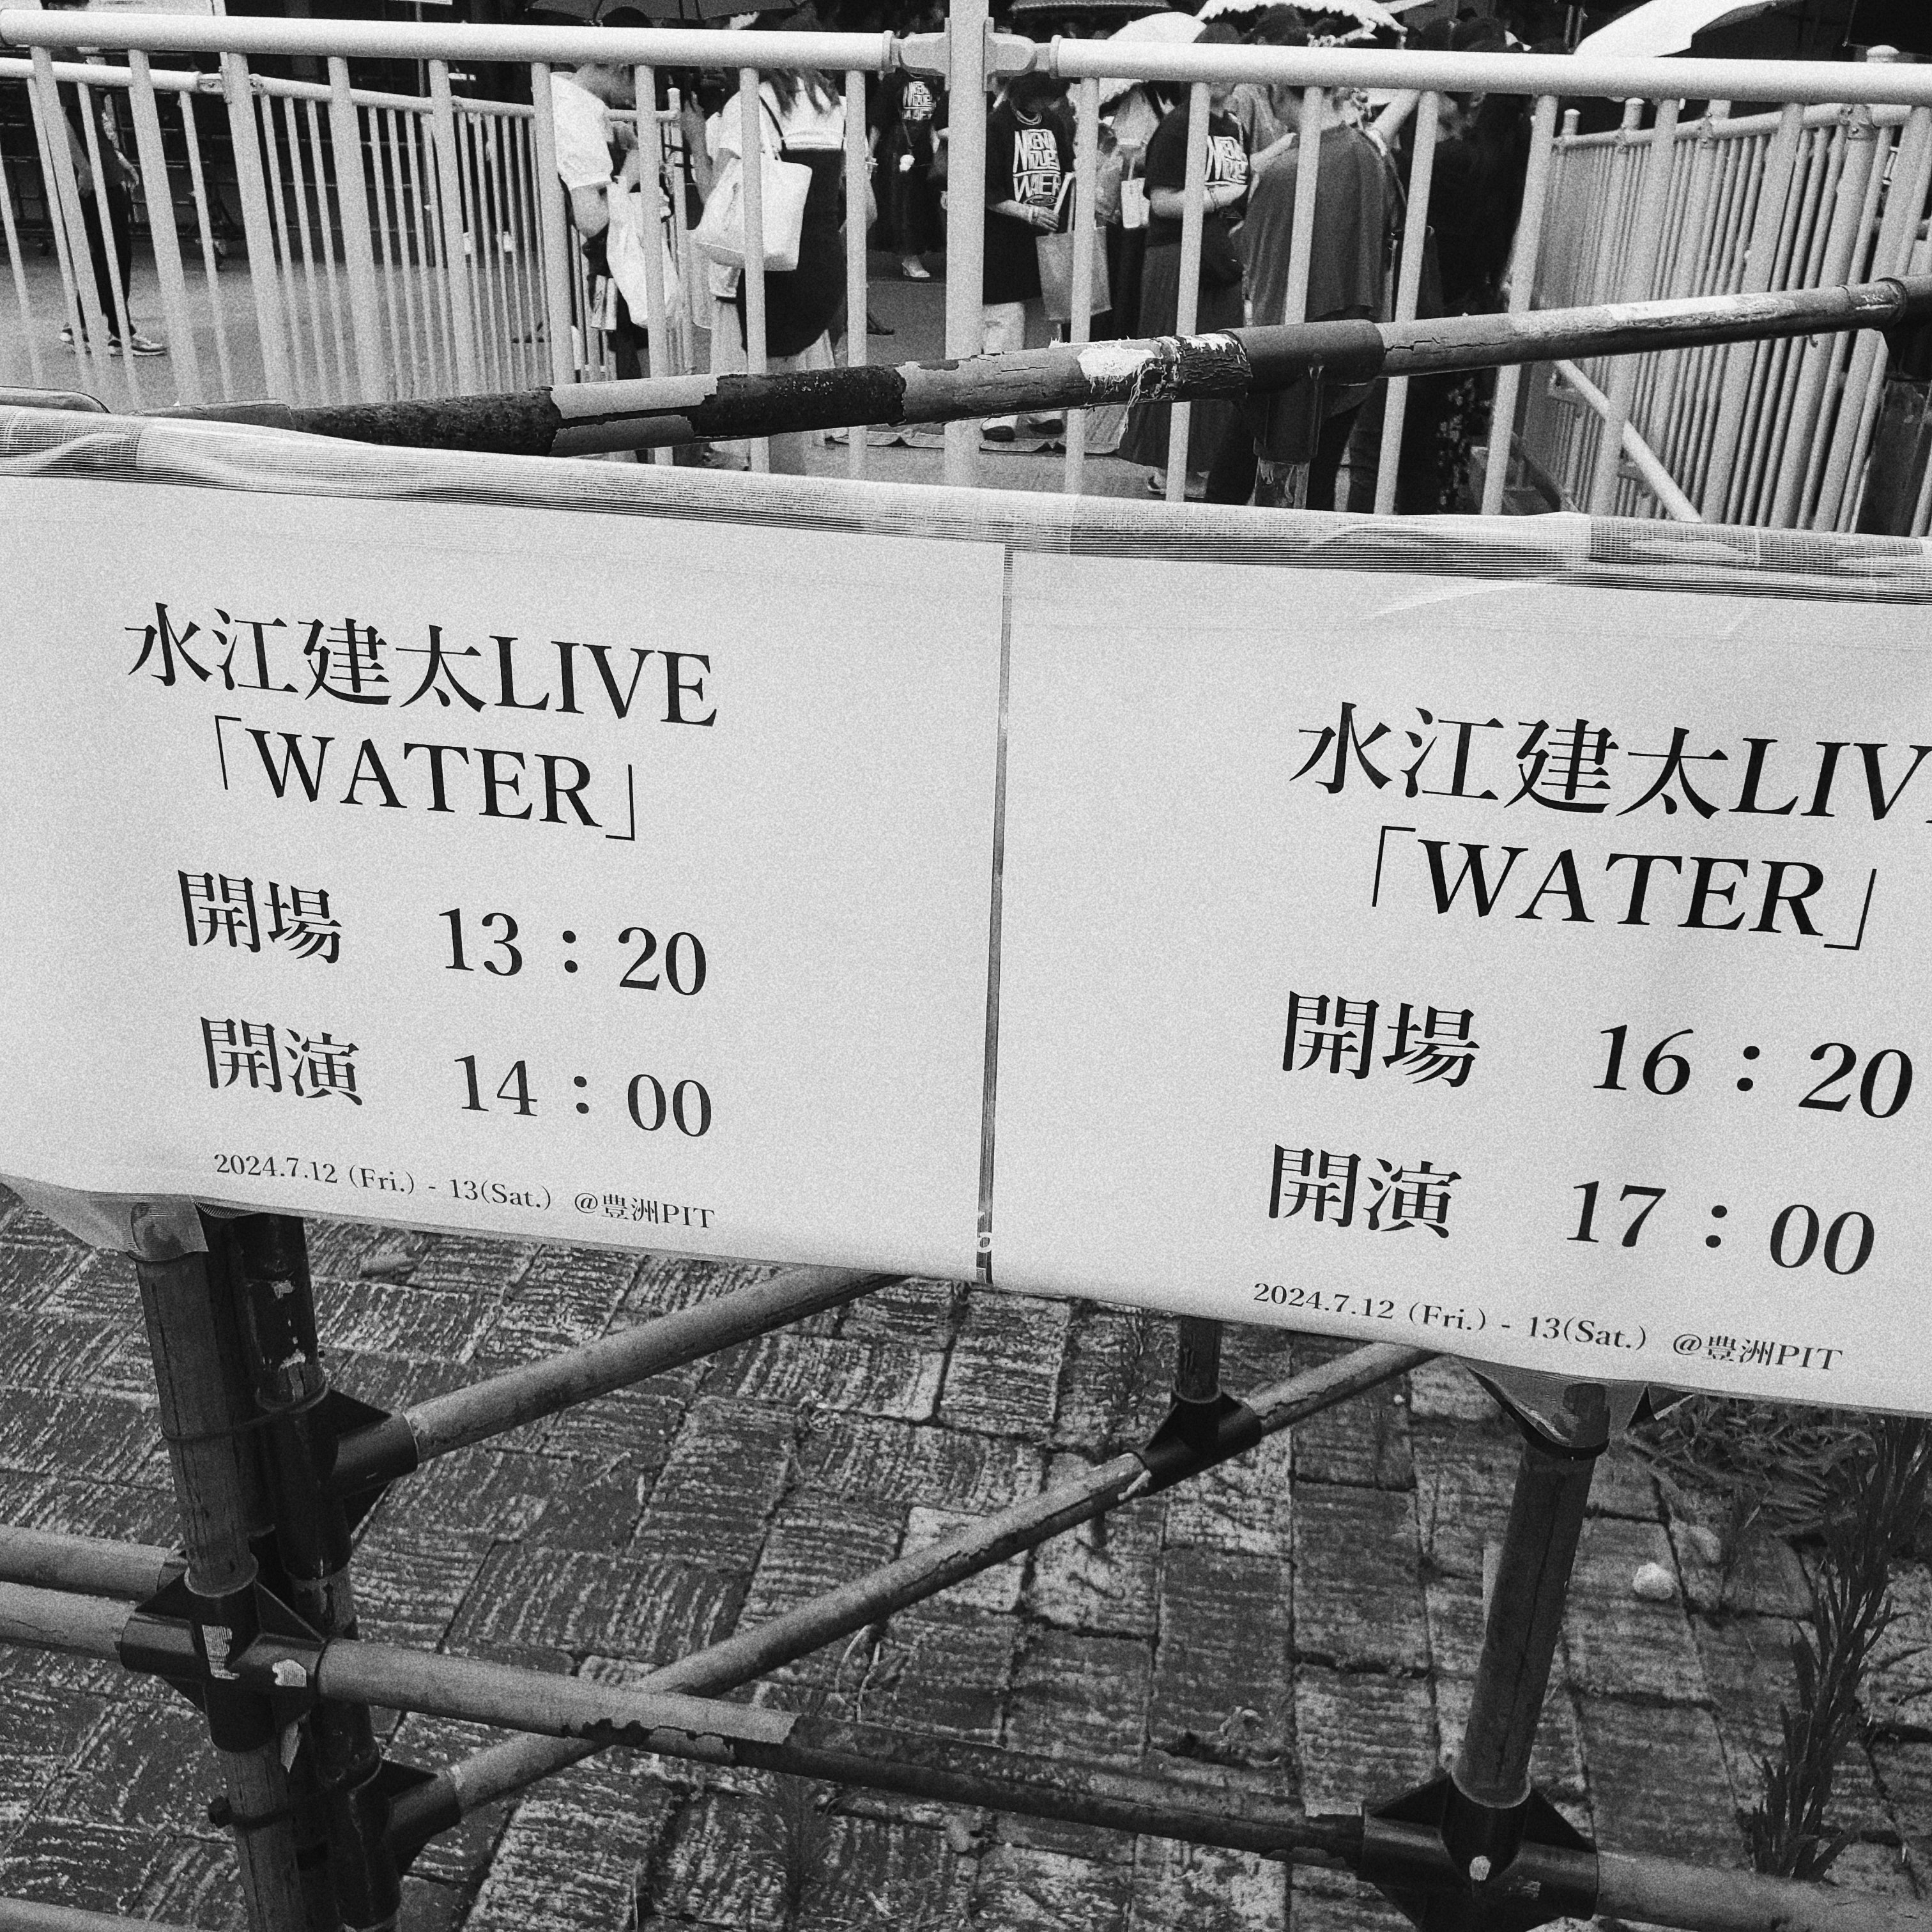 水江建太LIVE
「WATER」
開場　13：20
開演　14：00
2024.7.12 (Fri.) - 13(Sat.) @豊洲PIT
水江建太LIV
「WATER」
開場　16：20
開演　17：00
2024.7.12 (Fri.) - 13(Sat.) @豊洲PIT